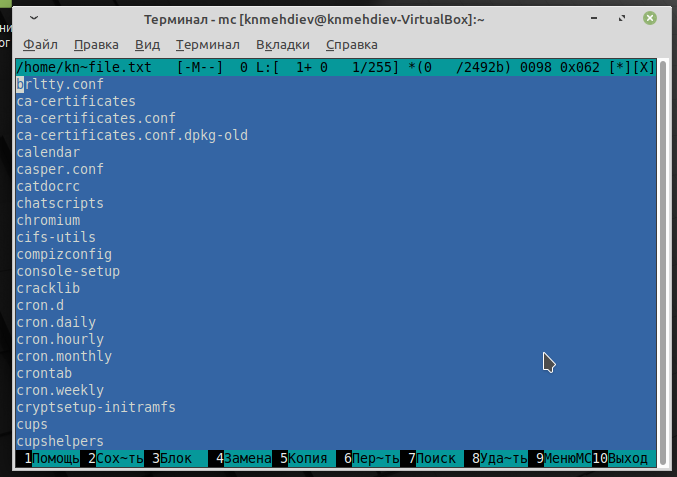 Терминал - mc [knmehdiev@knmehdiev-VirtualBox]:~
Файл Правка Вид Терминал Вкладки Справка
/home/kn~file.txt [-M--] 0 L:[ 1+ 0 1/255] *(0 /2492b) 0098 0x062 [*][X]
brltty.conf
ca-certificates
ca-certificates.conf
ca-certificates.conf.dpkg-old
calendar
casper.conf
catdocrc
chatscripts
chromium
cifs-utils
compizconfig
console-setup
cracklib
cron.d
cron.daily
cron.hourly
cron.monthly
crontab
cron.weekly
cryptsetup-initramfs
cups
cupshelpers
1Помощь 2Сох~ть 3Блок 4Замена 5Копия 6Пер~ть 7Поиск 8Уда~ть 9МенюMC 10Выход